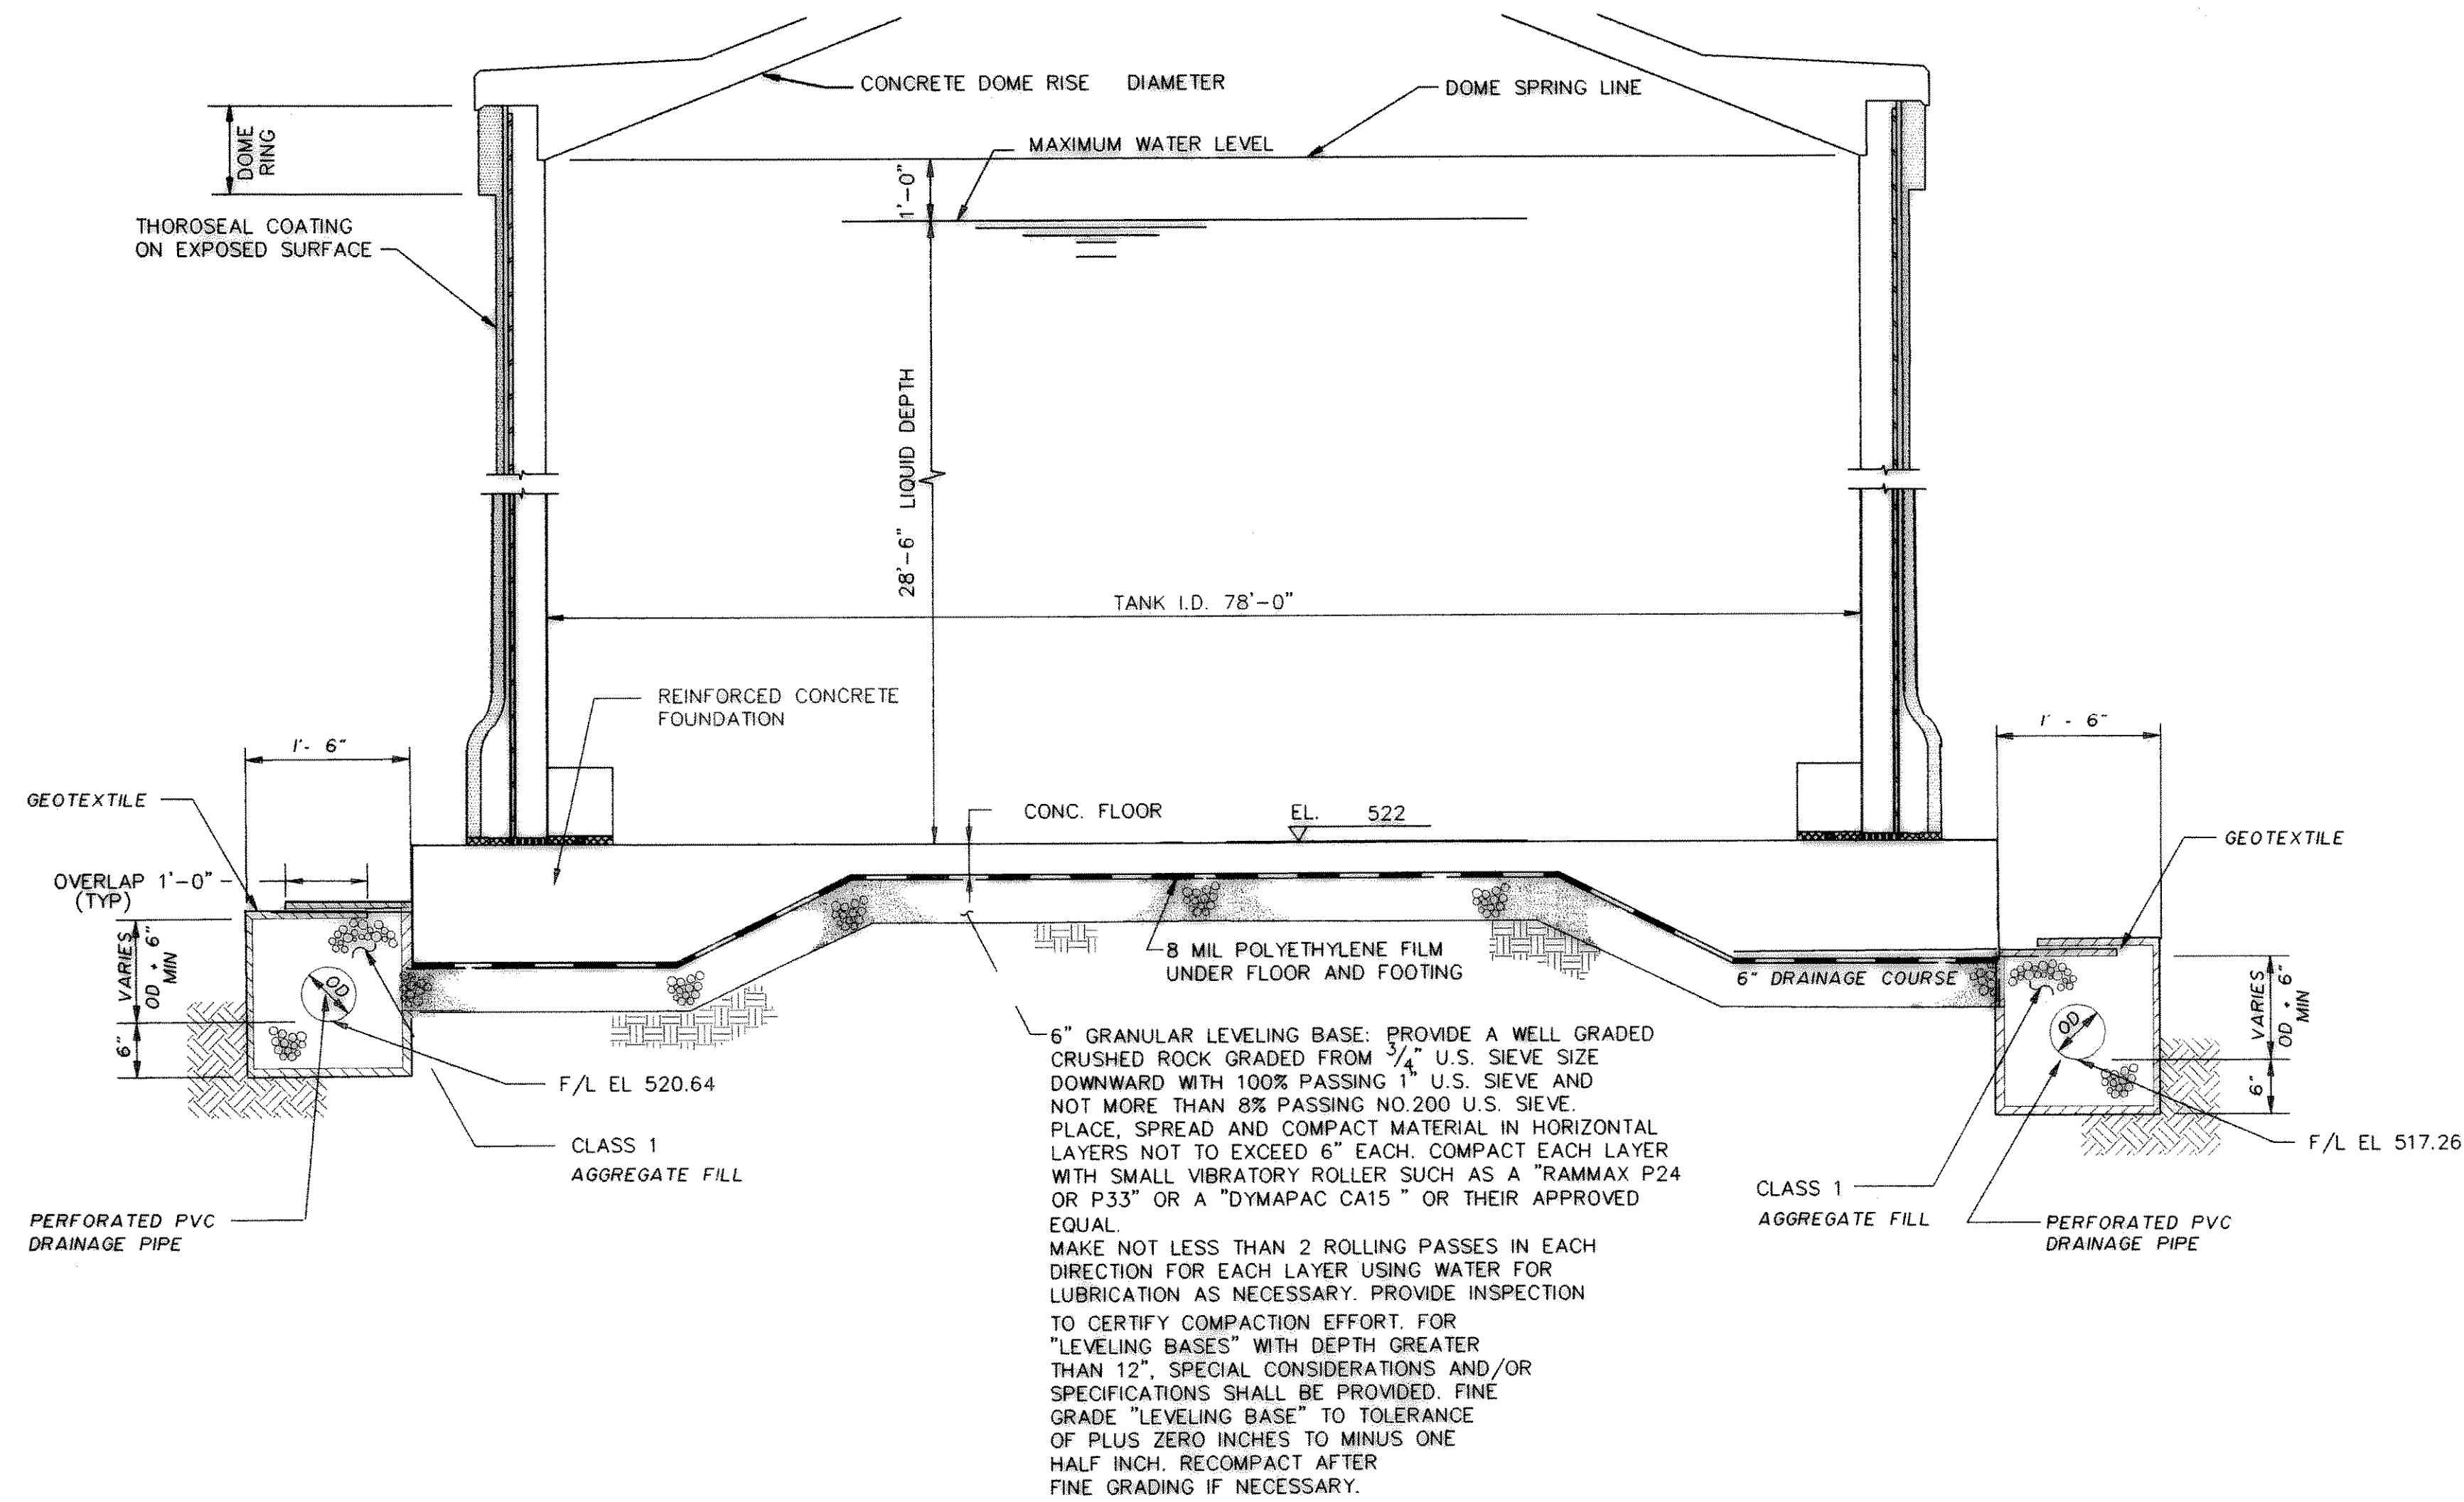 CONCRETE DOME RISE DIAMETER
DOME SPRING LINE
DOME
RING
MAXIMUM WATER LEVEL
1'-0"
THOROSEAL COATING
ON EXPOSED SURFACE
28'-6" LIQUID DEPTH
TANK I.D. 78'-0"
REINFORCED CONCRETE
FOUNDATION
1'- 6"
1' - 6"
GEOTEXTILE
CONC. FLOOR
EL. 522
GEOTEXTILE
OVERLAP 1'-0"
(TYP)
VARIES
OD + 6"
MIN
6"
OD
8 MIL POLYETHYLENE FILM
UNDER FLOOR AND FOOTING
6" DRAINAGE COURSE
OD
VARIES
OD + 6"
MIN
6"
F/L EL 520.64
CLASS 1
AGGREGATE FILL
PERFORATED PVC
DRAINAGE PIPE
6" GRANULAR LEVELING BASE: PROVIDE A WELL GRADED
CRUSHED ROCK GRADED FROM 3/4" U.S. SIEVE SIZE
DOWNWARD WITH 100% PASSING 1" U.S. SIEVE AND
NOT MORE THAN 8% PASSING NO.200 U.S. SIEVE.
PLACE, SPREAD AND COMPACT MATERIAL IN HORIZONTAL
LAYERS NOT TO EXCEED 6" EACH. COMPACT EACH LAYER
WITH SMALL VIBRATORY ROLLER SUCH AS A "RAMMAX P24
OR P33" OR A "DYMAPAC CA15 " OR THEIR APPROVED
EQUAL.
MAKE NOT LESS THAN 2 ROLLING PASSES IN EACH
DIRECTION FOR EACH LAYER USING WATER FOR
LUBRICATION AS NECESSARY. PROVIDE INSPECTION
TO CERTIFY COMPACTION EFFORT. FOR
"LEVELING BASES" WITH DEPTH GREATER
THAN 12", SPECIAL CONSIDERATIONS AND/OR
SPECIFICATIONS SHALL BE PROVIDED. FINE
GRADE "LEVELING BASE" TO TOLERANCE
OF PLUS ZERO INCHES TO MINUS ONE
HALF INCH. RECOMPACT AFTER
FINE GRADING IF NECESSARY.
F/L EL 517.26
CLASS 1
AGGREGATE FILL
PERFORATED PVC
DRAINAGE PIPE